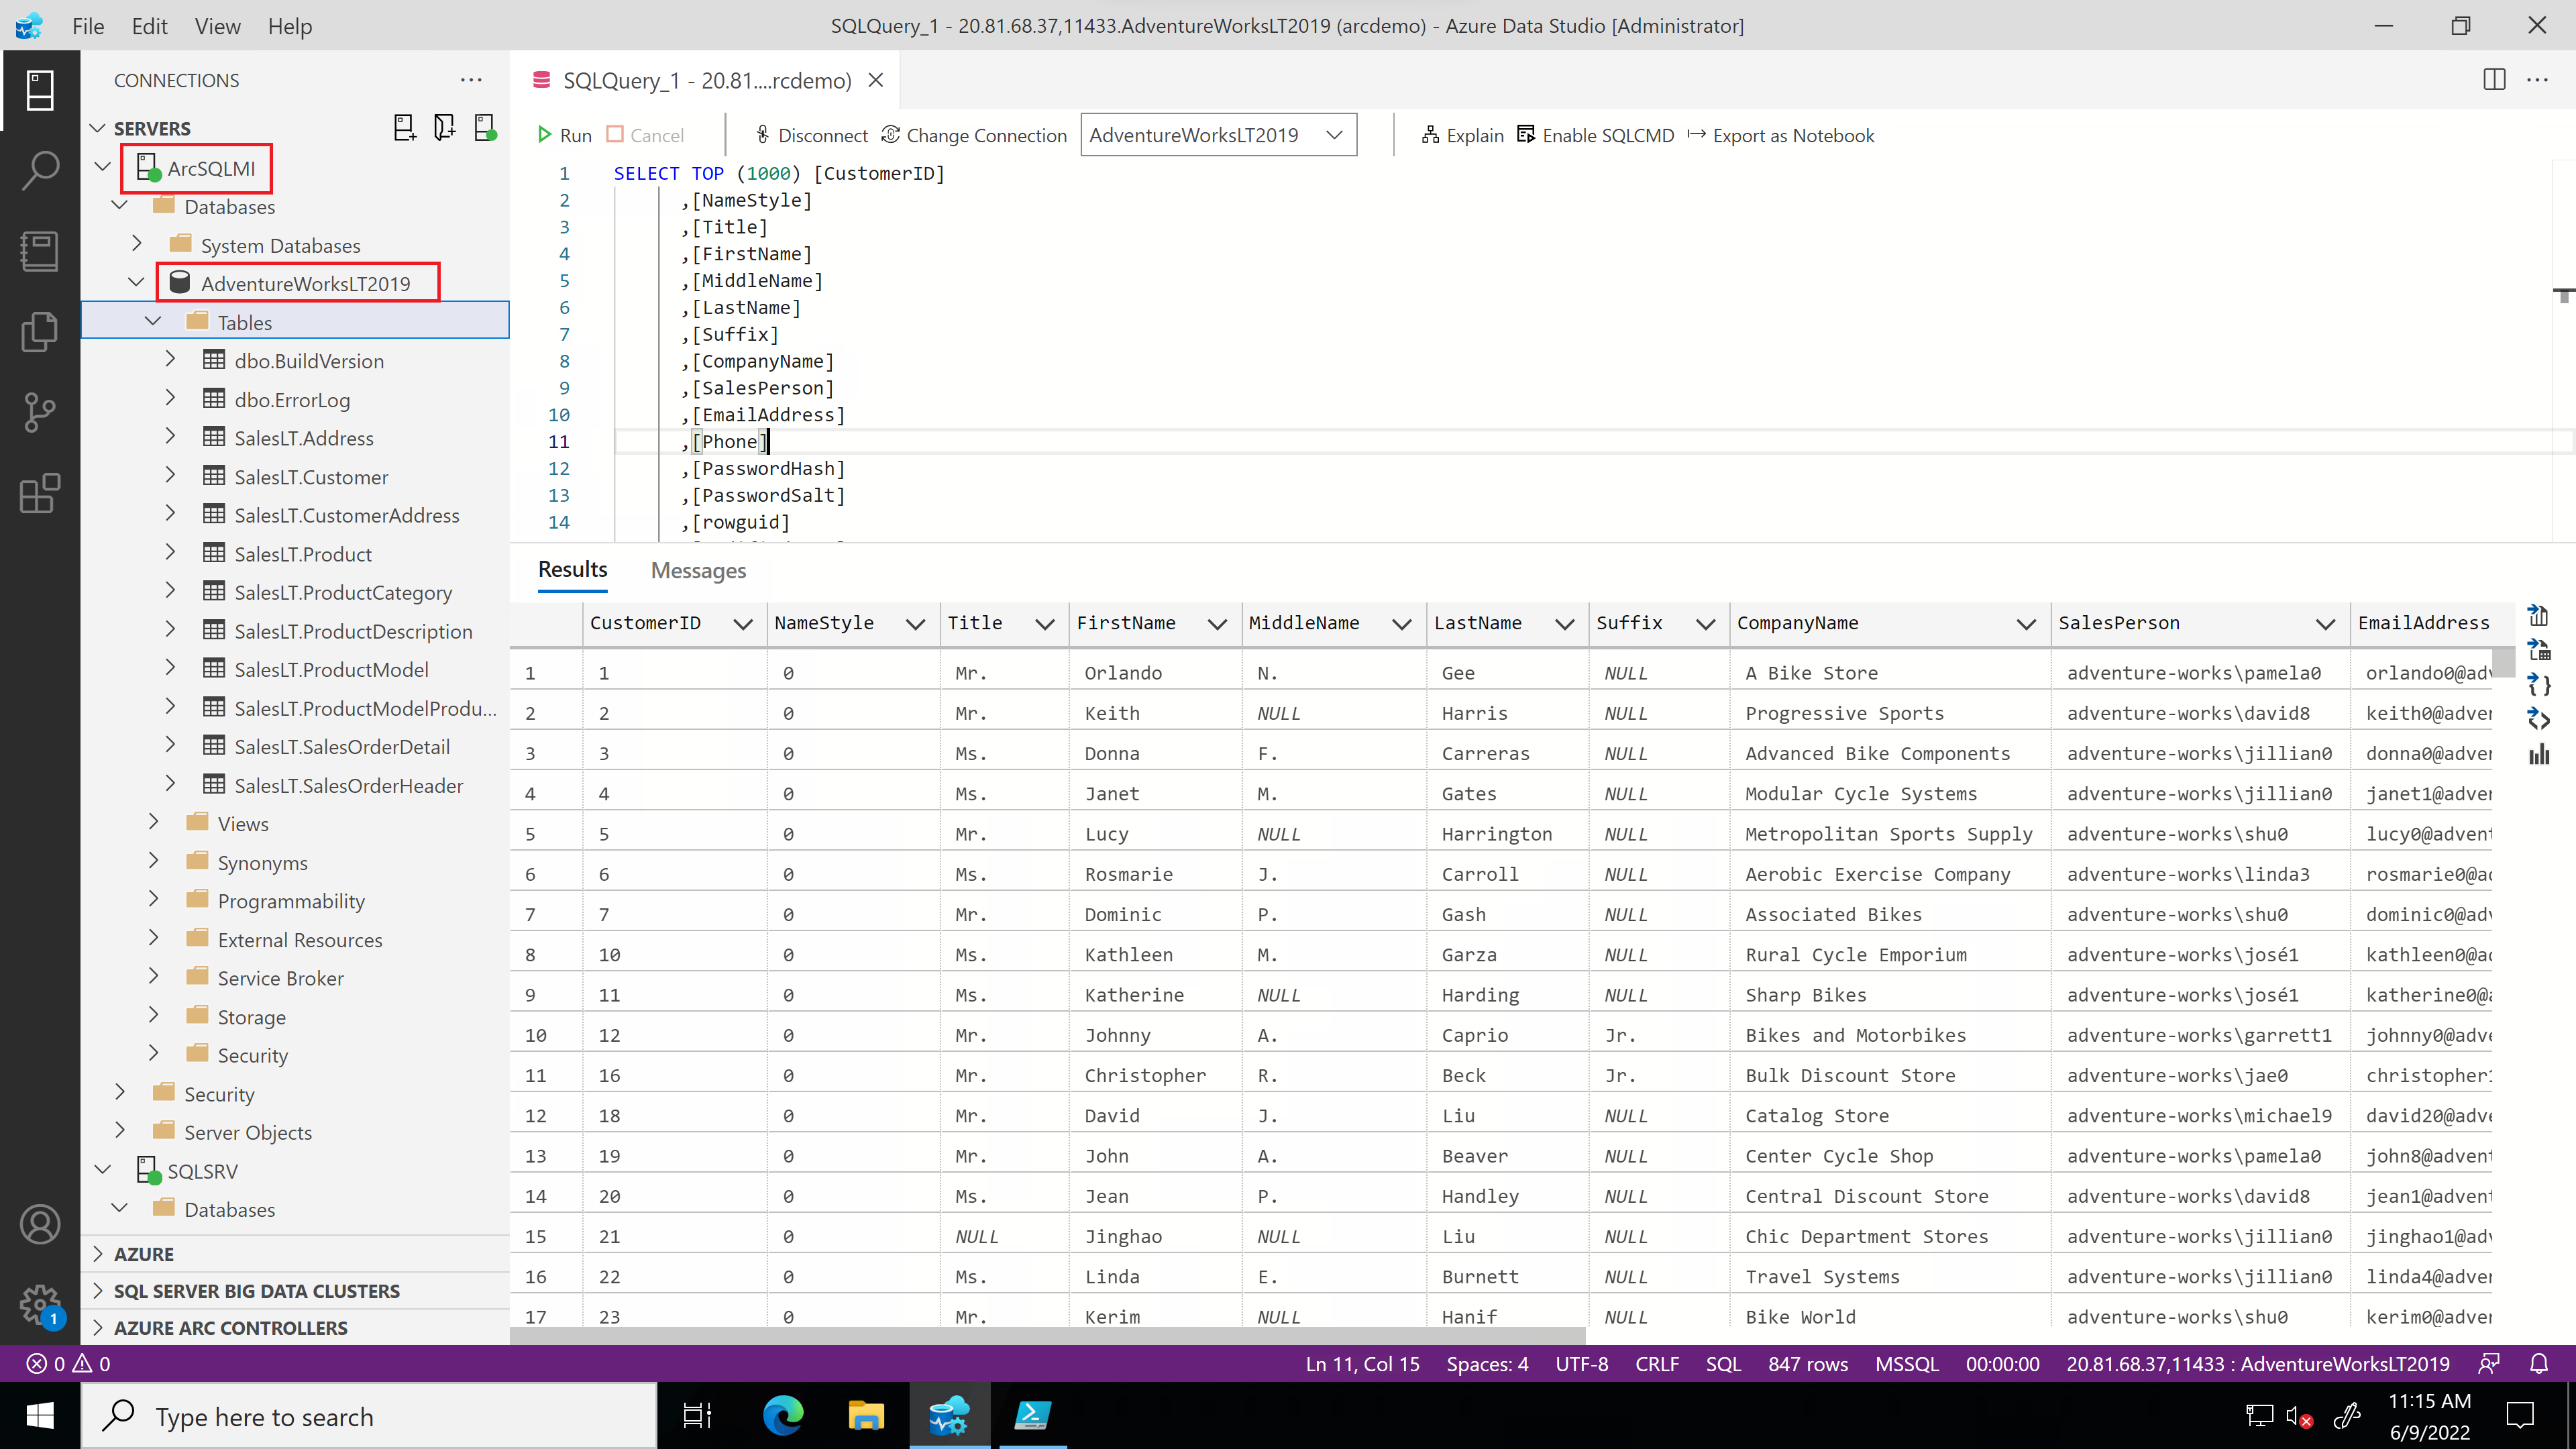 File Edit View Help
SQLQuery_1 - 20.81.68.37,11433.AdventureWorksLT2019 (arcdemo) - Azure Data Studio [Administrator]
CONNECTIONS
SERVERS
ArcSQLMI
Databases
System Databases
AdventureWorksLT2019
Tables
dbo.BuildVersion
dbo.ErrorLog
SalesLT.Address
SalesLT.Customer
SalesLT.CustomerAddress
SalesLT.Product
SalesLT.ProductCategory
SalesLT.ProductDescription
SalesLT.ProductModel
SalesLT.ProductModelProdu...
SalesLT.SalesOrderDetail
SalesLT.SalesOrderHeader
Views
Synonyms
Programmability
External Resources
Service Broker
Storage
Security
Security
Server Objects
SQLSRV
Databases
AZURE
SQL SERVER BIG DATA CLUSTERS
AZURE ARC CONTROLLERS
1
SQLQuery_1 - 20.81....rcdemo)
Run Cancel Disconnect Change Connection AdventureWorksLT2019 Explain Enable SQLCMD Export as Notebook
1 SELECT TOP (1000) [CustomerID]
2 ,[NameStyle]
3 ,[Title]
4 ,[FirstName]
5 ,[MiddleName]
6 ,[LastName]
7 ,[Suffix]
8 ,[CompanyName]
9 ,[SalesPerson]
10 ,[EmailAddress]
11 ,[Phone]
12 ,[PasswordHash]
13 ,[PasswordSalt]
14 ,[rowguid]
Results Messages
CustomerID NameStyle Title FirstName MiddleName LastName Suffix CompanyName SalesPerson EmailAddress
1 1 0 Mr. Orlando N. Gee NULL A Bike Store adventure-works\pamela0 orlando0@adv
2 2 0 Mr. Keith NULL Harris NULL Progressive Sports adventure-works\david8 keith0@adver
3 3 0 Ms. Donna F. Carreras NULL Advanced Bike Components adventure-works\jillian0 donna0@adver
4 4 0 Ms. Janet M. Gates NULL Modular Cycle Systems adventure-works\jillian0 janet1@adver
5 5 0 Mr. Lucy NULL Harrington NULL Metropolitan Sports Supply adventure-works\shu0 lucy0@advent
6 6 0 Ms. Rosmarie J. Carroll NULL Aerobic Exercise Company adventure-works\linda3 rosmarie0@ad
7 7 0 Mr. Dominic P. Gash NULL Associated Bikes adventure-works\shu0 dominic0@adv
8 10 0 Ms. Kathleen M. Garza NULL Rural Cycle Emporium adventure-works\josé1 kathleen0@ad
9 11 0 Ms. Katherine NULL Harding NULL Sharp Bikes adventure-works\josé1 katherine0@a
10 12 0 Mr. Johnny A. Caprio Jr. Bikes and Motorbikes adventure-works\garrett1 johnny0@adve
11 16 0 Mr. Christopher R. Beck Jr. Bulk Discount Store adventure-works\jae0 christopher1
12 18 0 Mr. David J. Liu NULL Catalog Store adventure-works\michael9 david20@adve
13 19 0 Mr. John A. Beaver NULL Center Cycle Shop adventure-works\pamela0 john8@advent
14 20 0 Ms. Jean P. Handley NULL Central Discount Store adventure-works\david8 jean1@advent
15 21 0 NULL Jinghao NULL Liu NULL Chic Department Stores adventure-works\jillian0 jinghao1@adv
16 22 0 Ms. Linda E. Burnett NULL Travel Systems adventure-works\jillian0 linda4@adver
17 23 0 Mr. Kerim NULL Hanif NULL Bike World adventure-works\shu0 kerim0@adver
0 0 Ln 11, Col 15 Spaces: 4 UTF-8 CRLF SQL 847 rows MSSQL 00:00:00 20.81.68.37,11433 : AdventureWorksLT2019
Type here to search
11:15 AM
6/9/2022